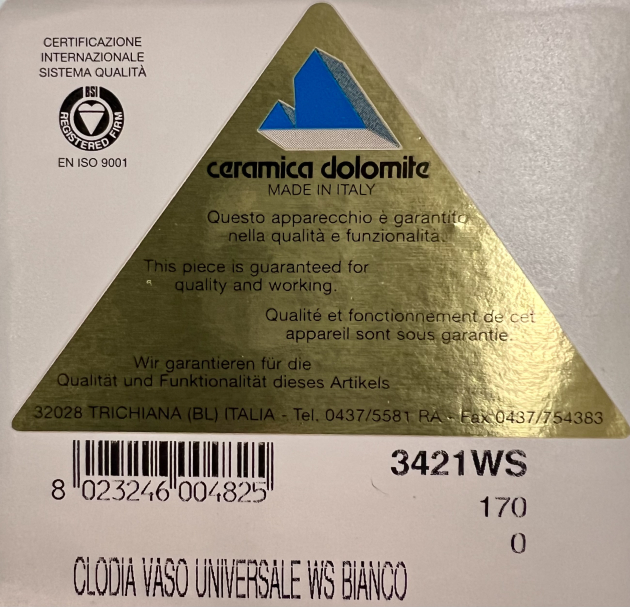 CERTIFICAZIONE
INTERNAZIONALE
SISTEMA QUALITÀ
BSI
REGISTERED FIRM
EN ISO 9001
ceramica dolomite
MADE IN ITALY
Questo apparecchio è garantito
nella qualità e funzionalità.
This piece is guaranteed for
quality and working.
Qualité et fonctionnement de cet
appareil sont sous garantie.
Wir garantieren für die
Qualität und Funktionalität dieses Artikels
32028 TRICHIANA (BL) ITALIA - Tel. 0437/5581 RA - Fax 0437/754383
8 023246 004825
3421WS
170
0
CLODIA VASO UNIVERSALE WS BIANCO